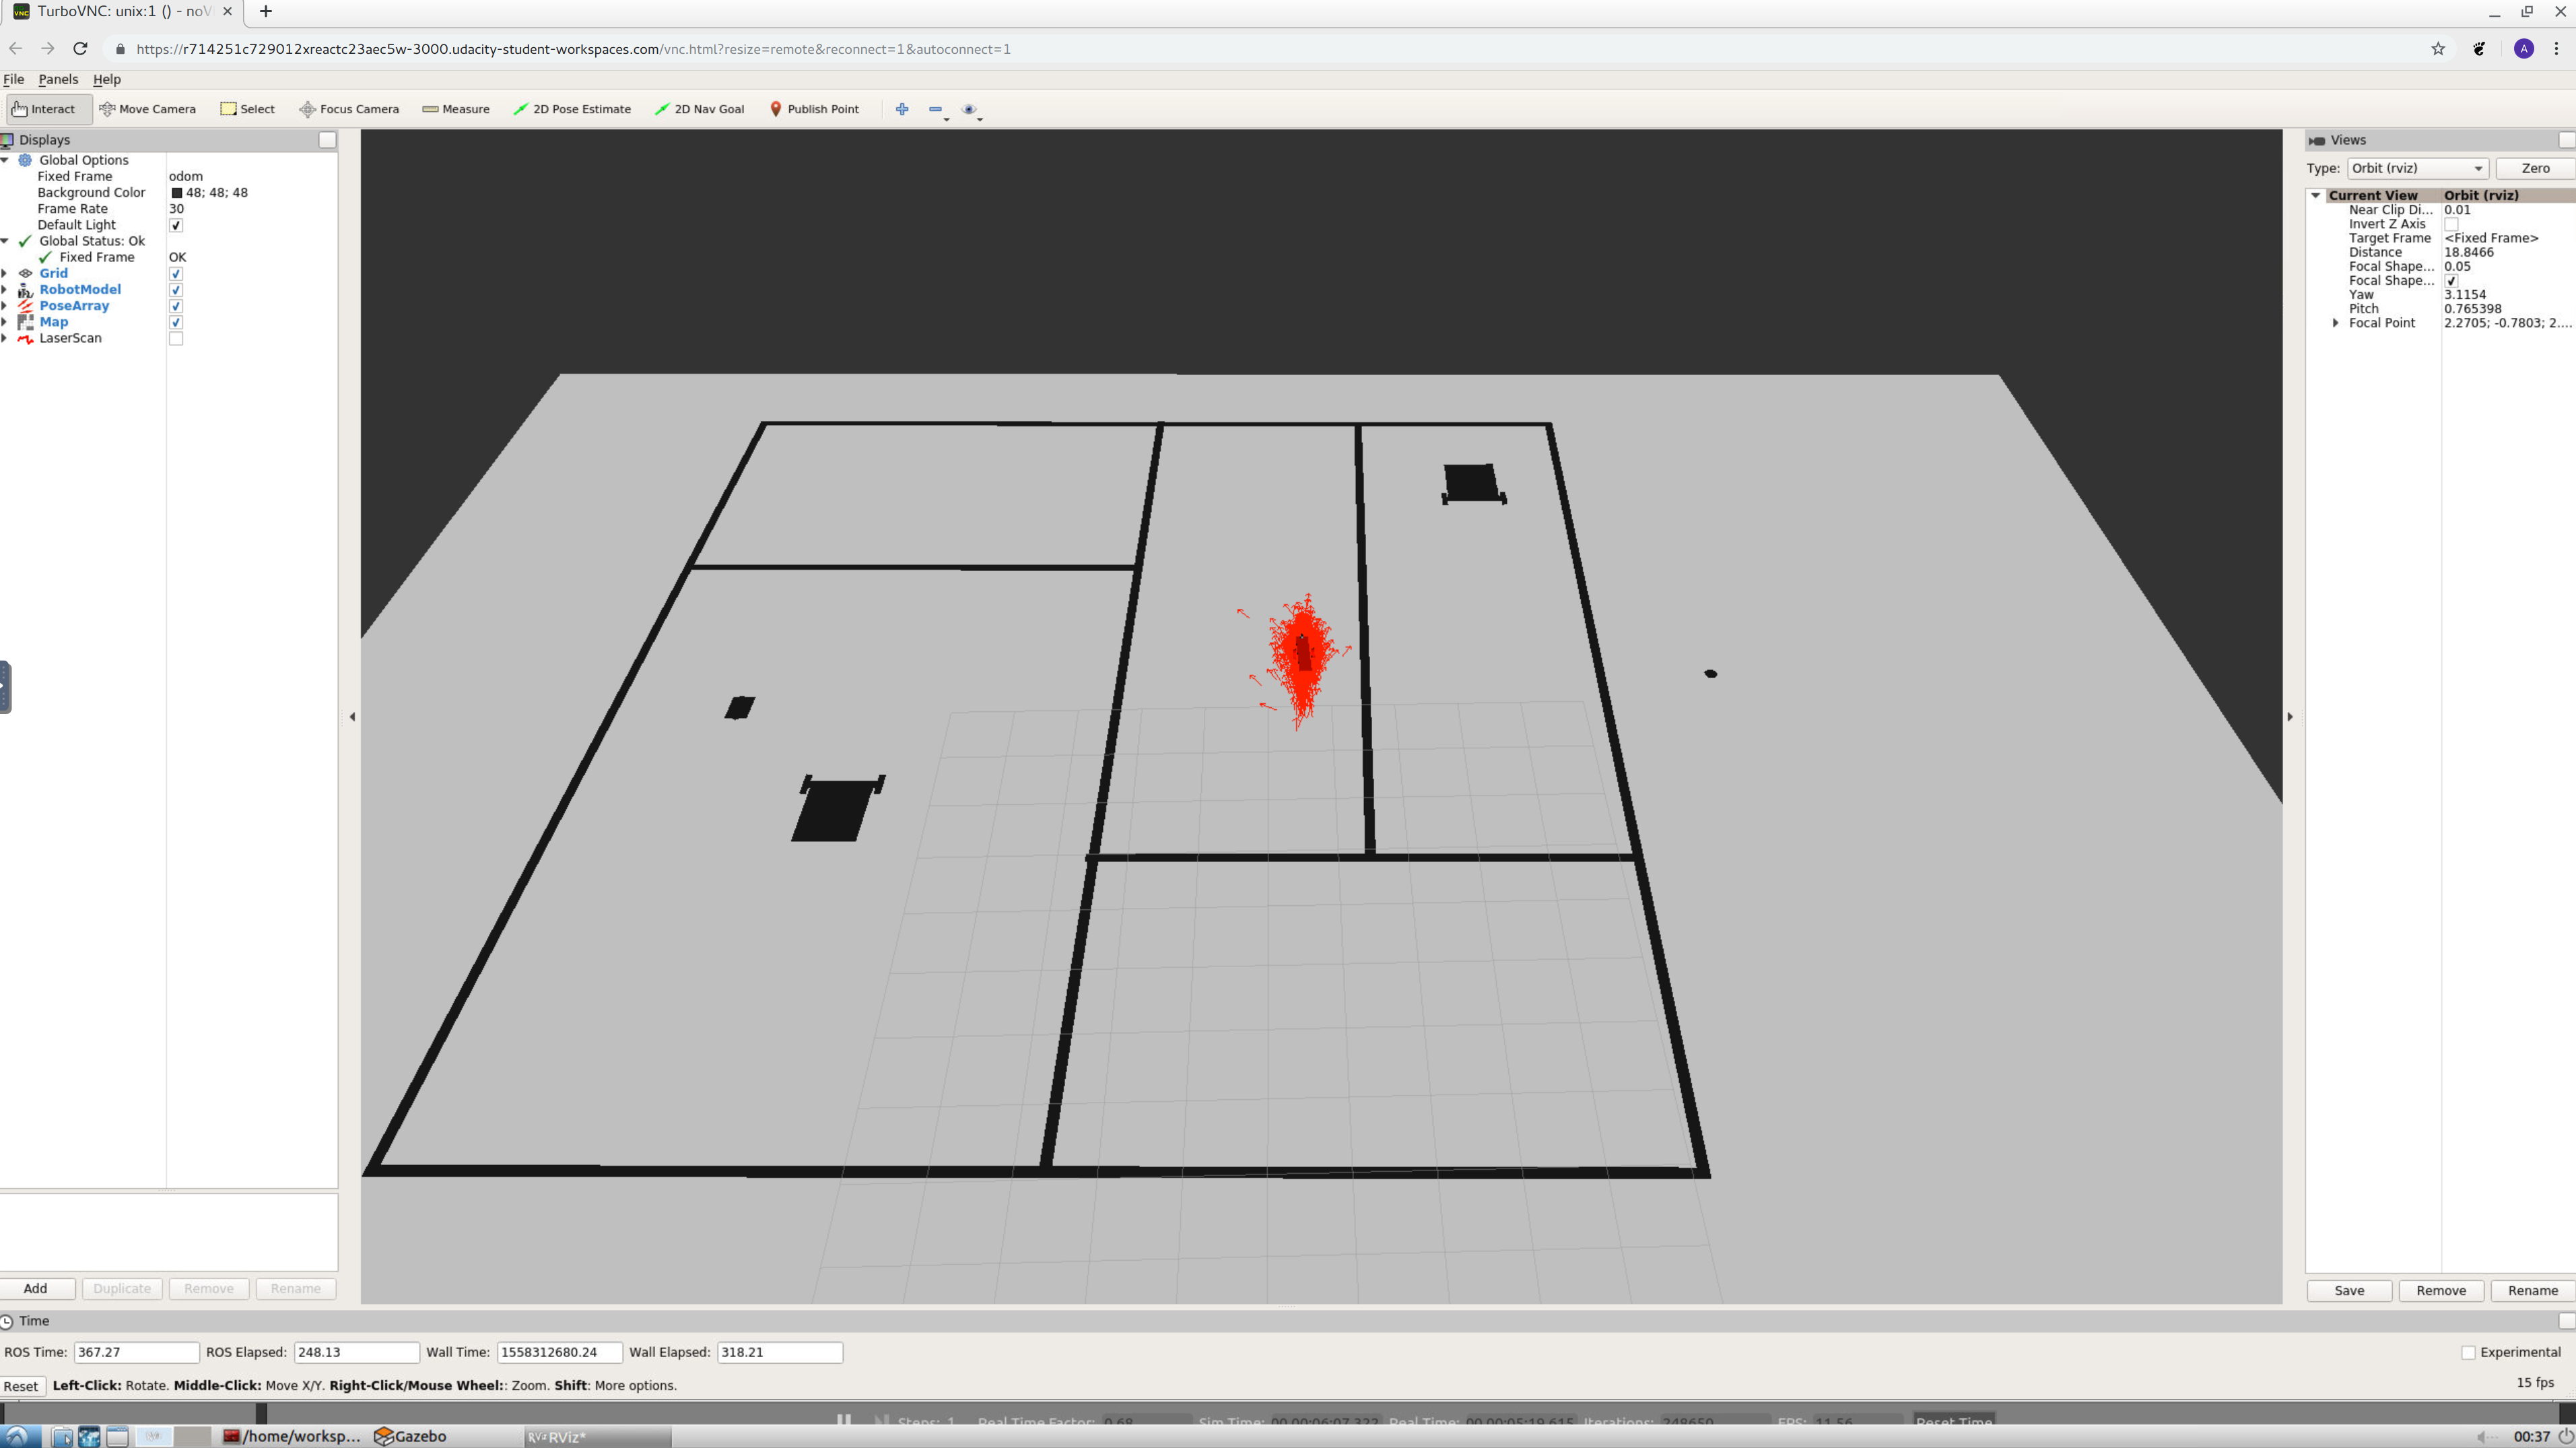 TurboVNC: unix:1 () - noV
https://r714251c729012xreactc23aec5w-3000.udacity-student-workspaces.com/vnc.html?resize=remote&reconnect=1&autoconnect=1
A
File Panels Help
Interact Move Camera Select Focus Camera Measure 2D Pose Estimate 2D Nav Goal Publish Point
Displays
Global Options
Fixed Frame odom
Background Color 48; 48; 48
Frame Rate 30
Default Light
Global Status: Ok
Fixed Frame OK
Grid
RobotModel
PoseArray
Map
LaserScan
Add Duplicate Remove Rename
Views
Type: Orbit (rviz) Zero
Current View Orbit (rviz)
Near Clip Di... 0.01
Invert Z Axis
Target Frame <Fixed Frame>
Distance 18.8466
Focal Shape... 0.05
Focal Shape...
Yaw 3.1154
Pitch 0.765398
Focal Point 2.2705; -0.7803; 2....
Save Remove Rename
Time
ROS Time: 367.27 ROS Elapsed: 248.13 Wall Time: 1558312680.24 Wall Elapsed: 318.21
Experimental
Reset Left-Click: Rotate. Middle-Click: Move X/Y. Right-Click/Mouse Wheel:: Zoom. Shift: More options.
15 fps
Steps: 1 Real Time Factor: 0.68 Sim Time: 00 00:06:07.322 Real Time: 00 00:05:19.615 Iterations: 248650 FPS: 11.56 Reset Time
/home/worksp... Gazebo RViz*
00:37